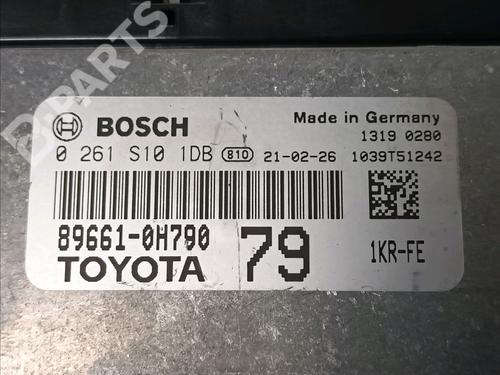 B-PARTS
BOSCH
Made in Germany
1319 0280
0 261 S10 1DB 810 21-02-26 1039T51242
89661-0H790
TOYOTA 79 1KR-FE